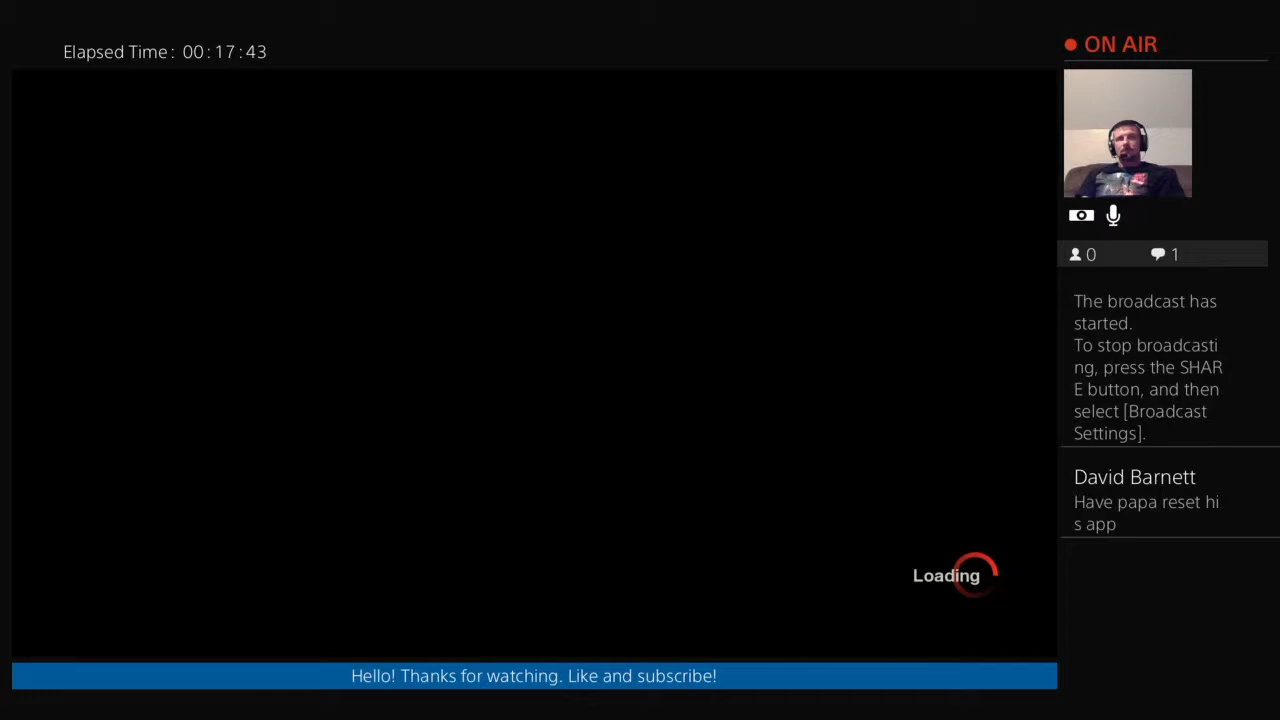 Elapsed Time: 00:17:43
ON AIR
0 1
The broadcast has
started.
To stop broadcasti
ng, press the SHAR
E button, and then
select [Broadcast
Settings].
David Barnett
Have papa reset hi
s app
Loading
Hello! Thanks for watching. Like and subscribe!